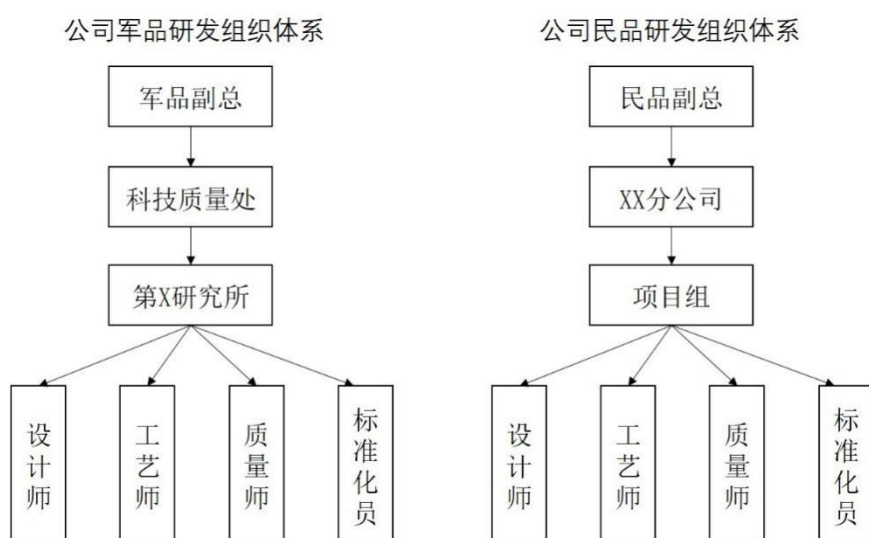 公司军品研发组织体系
军品副总
科技质量处
第X研究所
设计师
工艺师
质量师
标准化员
公司民品研发组织体系
民品副总
XX分公司
项目组
设计师
工艺师
质量师
标准化员